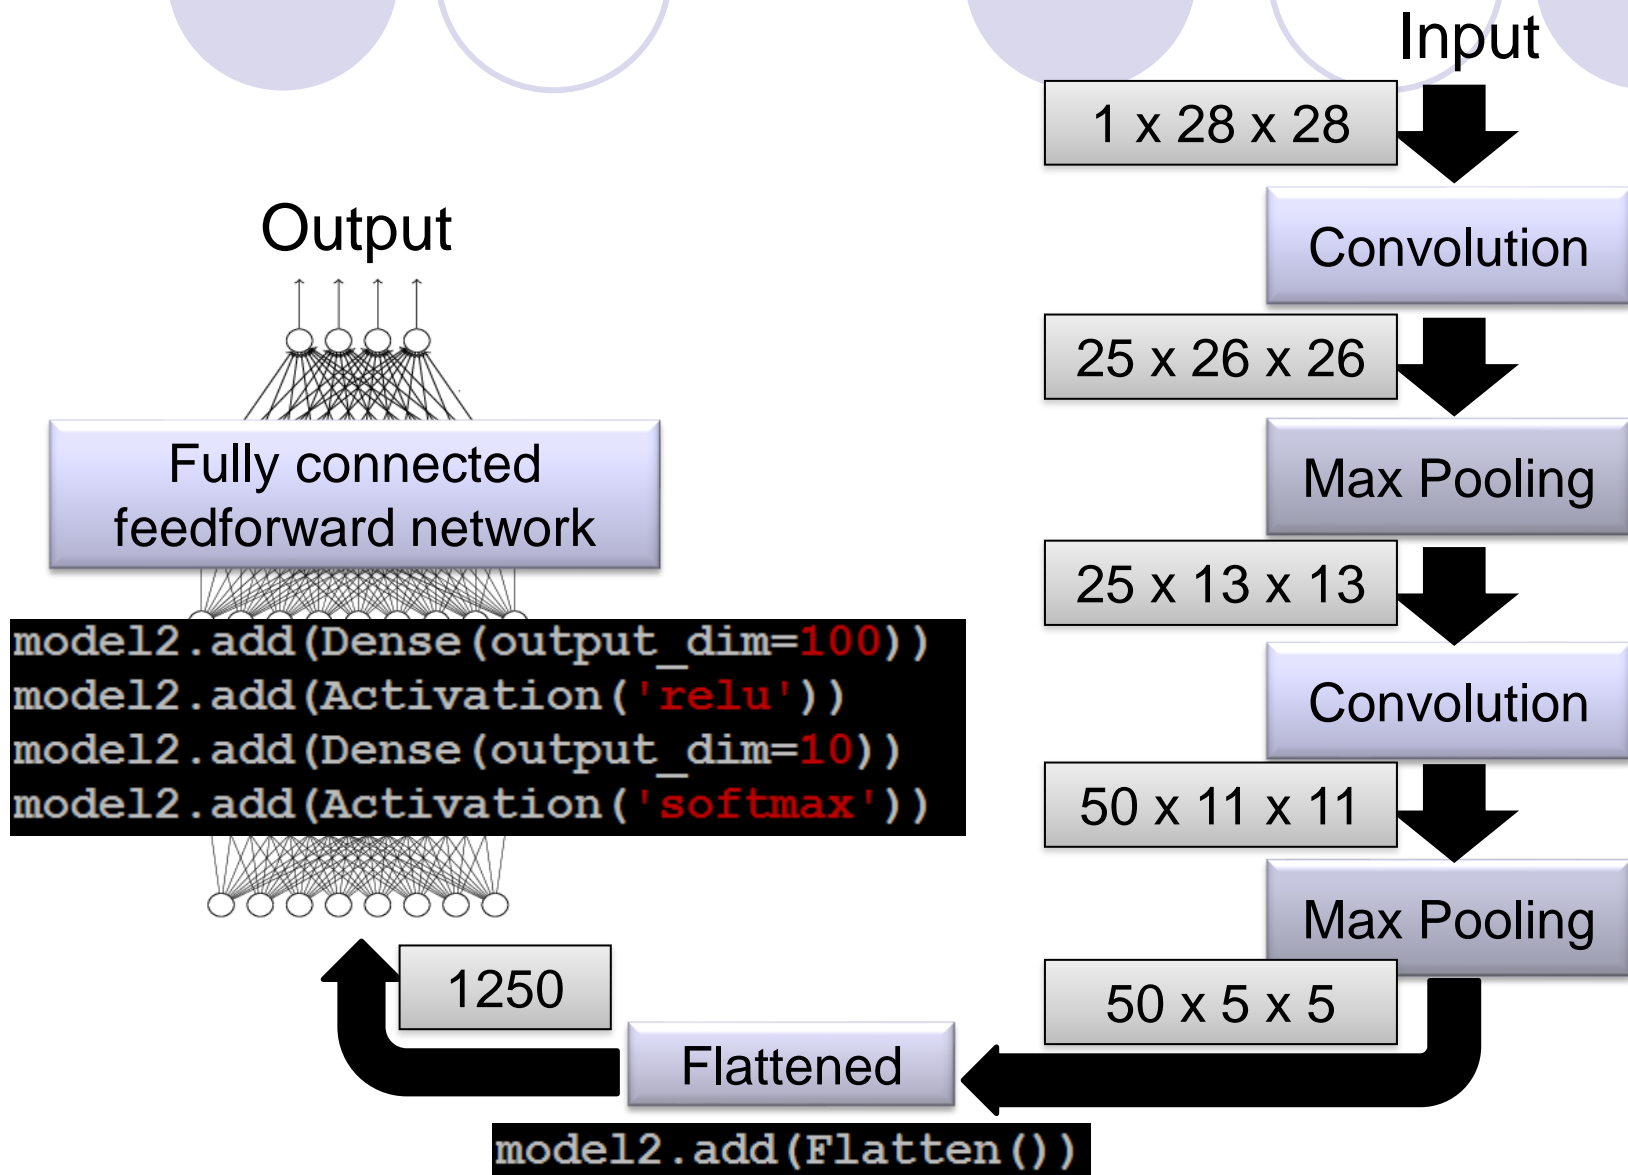 Input
1 x 28 x 28
Convolution
25 x 26 x 26
Max Pooling
25 x 13 x 13
Convolution
50 x 11 x 11
Max Pooling
50 x 5 x 5
Flattened
model2.add(Flatten())
1250
Output
Fully connected
feedforward network
model2.add(Dense(output_dim=100))
model2.add(Activation('relu'))
model2.add(Dense(output_dim=10))
model2.add(Activation('softmax'))